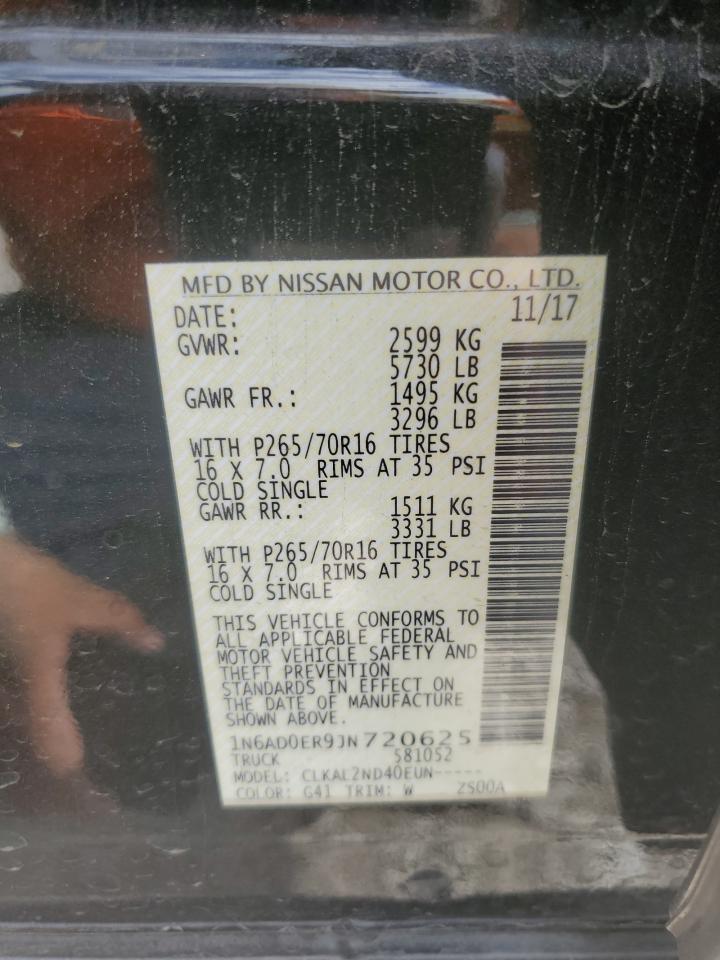 MFD BY NISSAN MOTOR CO., LTD.
DATE: 11/17
GVWR: 2599 KG
5730 LB
GAWR FR.: 1495 KG
3296 LB
WITH P265/70R16 TIRES
16 X 7.0 RIMS AT 35 PSI
COLD SINGLE
GAWR RR.: 1511 KG
3331 LB
WITH P265/70R16 TIRES
16 X 7.0 RIMS AT 35 PSI
COLD SINGLE
THIS VEHICLE CONFORMS TO
ALL APPLICABLE FEDERAL
MOTOR VEHICLE SAFETY AND
THEFT PREVENTION
STANDARDS IN EFFECT ON
THE DATE OF MANUFACTURE
SHOWN ABOVE.
1N6AD0ER9JN720625
TRUCK 581052
MODEL: CLKAL2ND40EUN-----
COLOR: G41 TRIM: W ZS00A